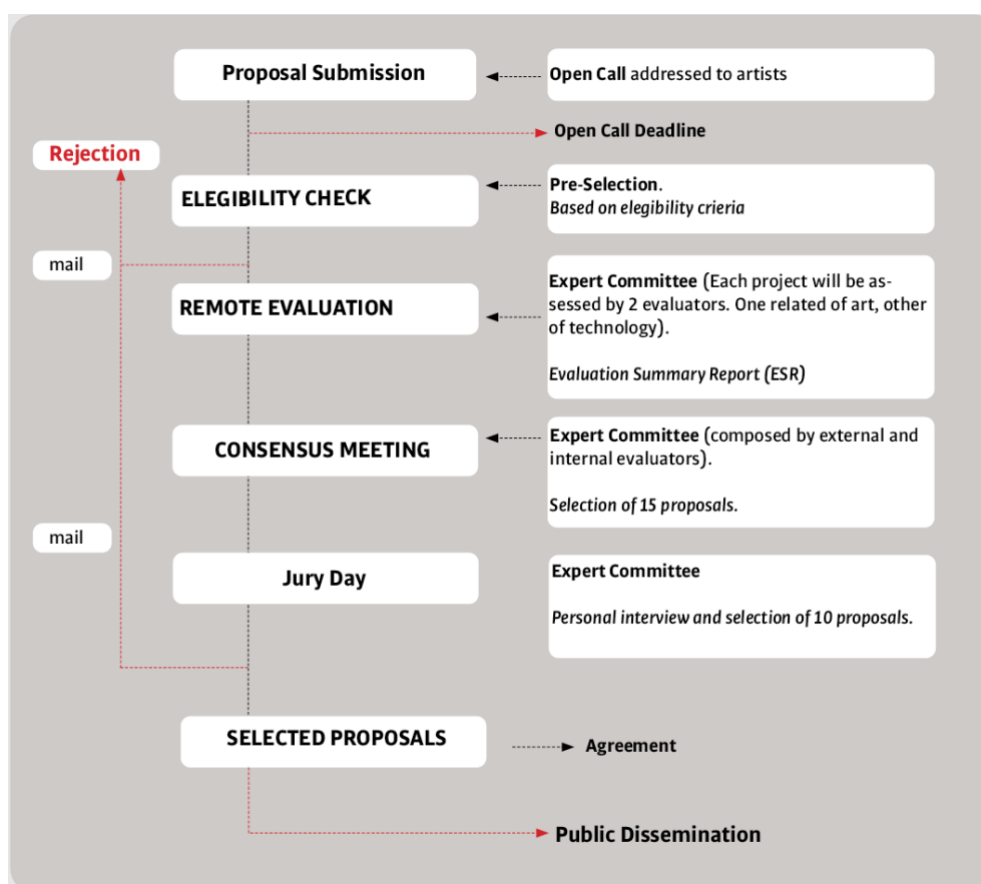 Proposal Submission
Open Call addressed to artists
Open Call Deadline
Rejection
ELEGIBILITY CHECK
Pre-Selection.
Based on elegibility crieria
mail
REMOTE EVALUATION
Expert Committee (Each project will be as-
sessed by 2 evaluators. One related of art, other
of technology).
Evaluation Summary Report (ESR)
CONSENSUS MEETING
Expert Committee (composed by external and
internal evaluators).
Selection of 15 proposals.
mail
Jury Day
Expert Committee
Personal interview and selection of 10 proposals.
SELECTED PROPOSALS
Agreement
Public Dissemination